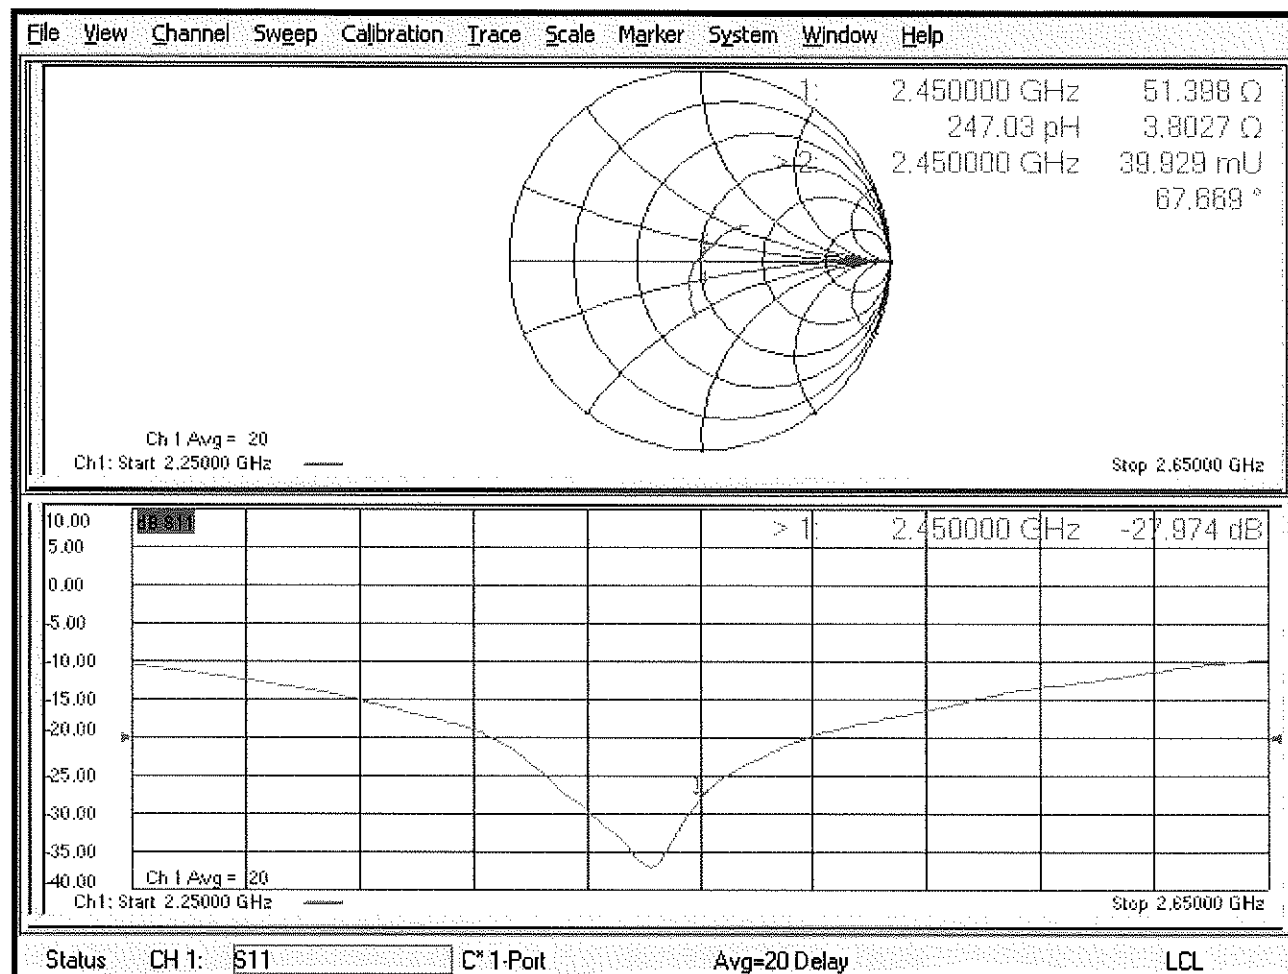 File View Channel Sweep Calibration Trace Scale Marker System Window Help
1: 2.450000 GHz 51.398 Ω
247.03 pH 3.8027 Ω
> 2: 2.450000 GHz 39.929 mU
67.669 °
Ch 1 Avg = 20
Ch1: Start 2.25000 GHz
Stop 2.65000 GHz
10.00
dB S11
> 1: 2.450000 GHz -27.974 dB
5.00
0.00
-5.00
-10.00
-15.00
-20.00
-25.00
1
-30.00
-35.00
-40.00
Ch 1 Avg = 20
Ch1: Start 2.25000 GHz
Stop 2.65000 GHz
Status CH 1: S11 C* 1-Port Avg=20 Delay LCL